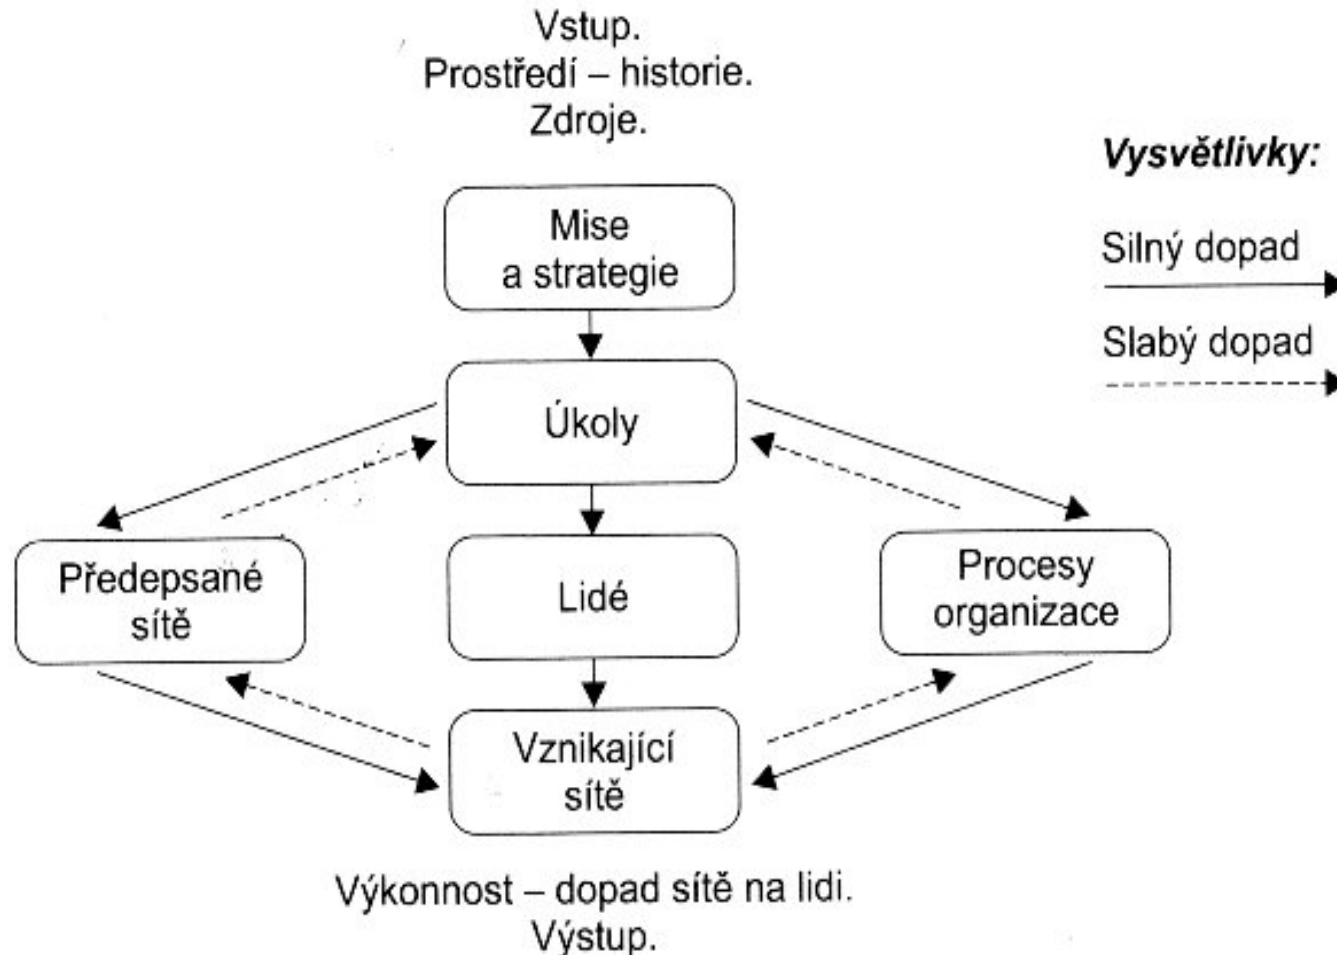 Vstup.
Prostředí – historie.
Zdroje.
Vysvětlivky:
Silný dopad
Slabý dopad
Mise
a strategie
Úkoly
Předepsané
sítě
Lidé
Procesy
organizace
Vznikající
sítě
Výkonnost – dopad sítě na lidi.
Výstup.